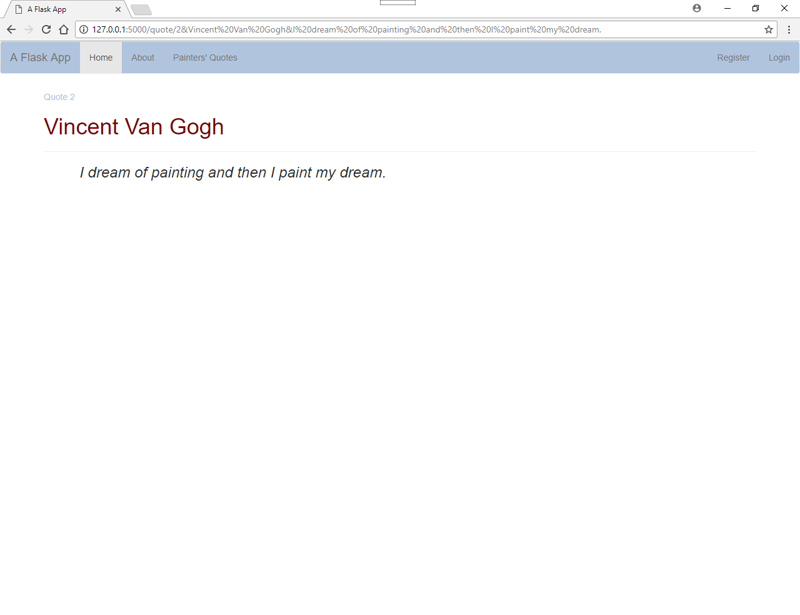 A Flask App
127.0.0.1:5000/quote/2&Vincent%20Van%20Gogh&I%20dream%20of%20painting%20and%20then%20I%20paint%20my%20dream.
A Flask App Home About Painters' Quotes Register Login
Quote 2
Vincent Van Gogh
I dream of painting and then I paint my dream.